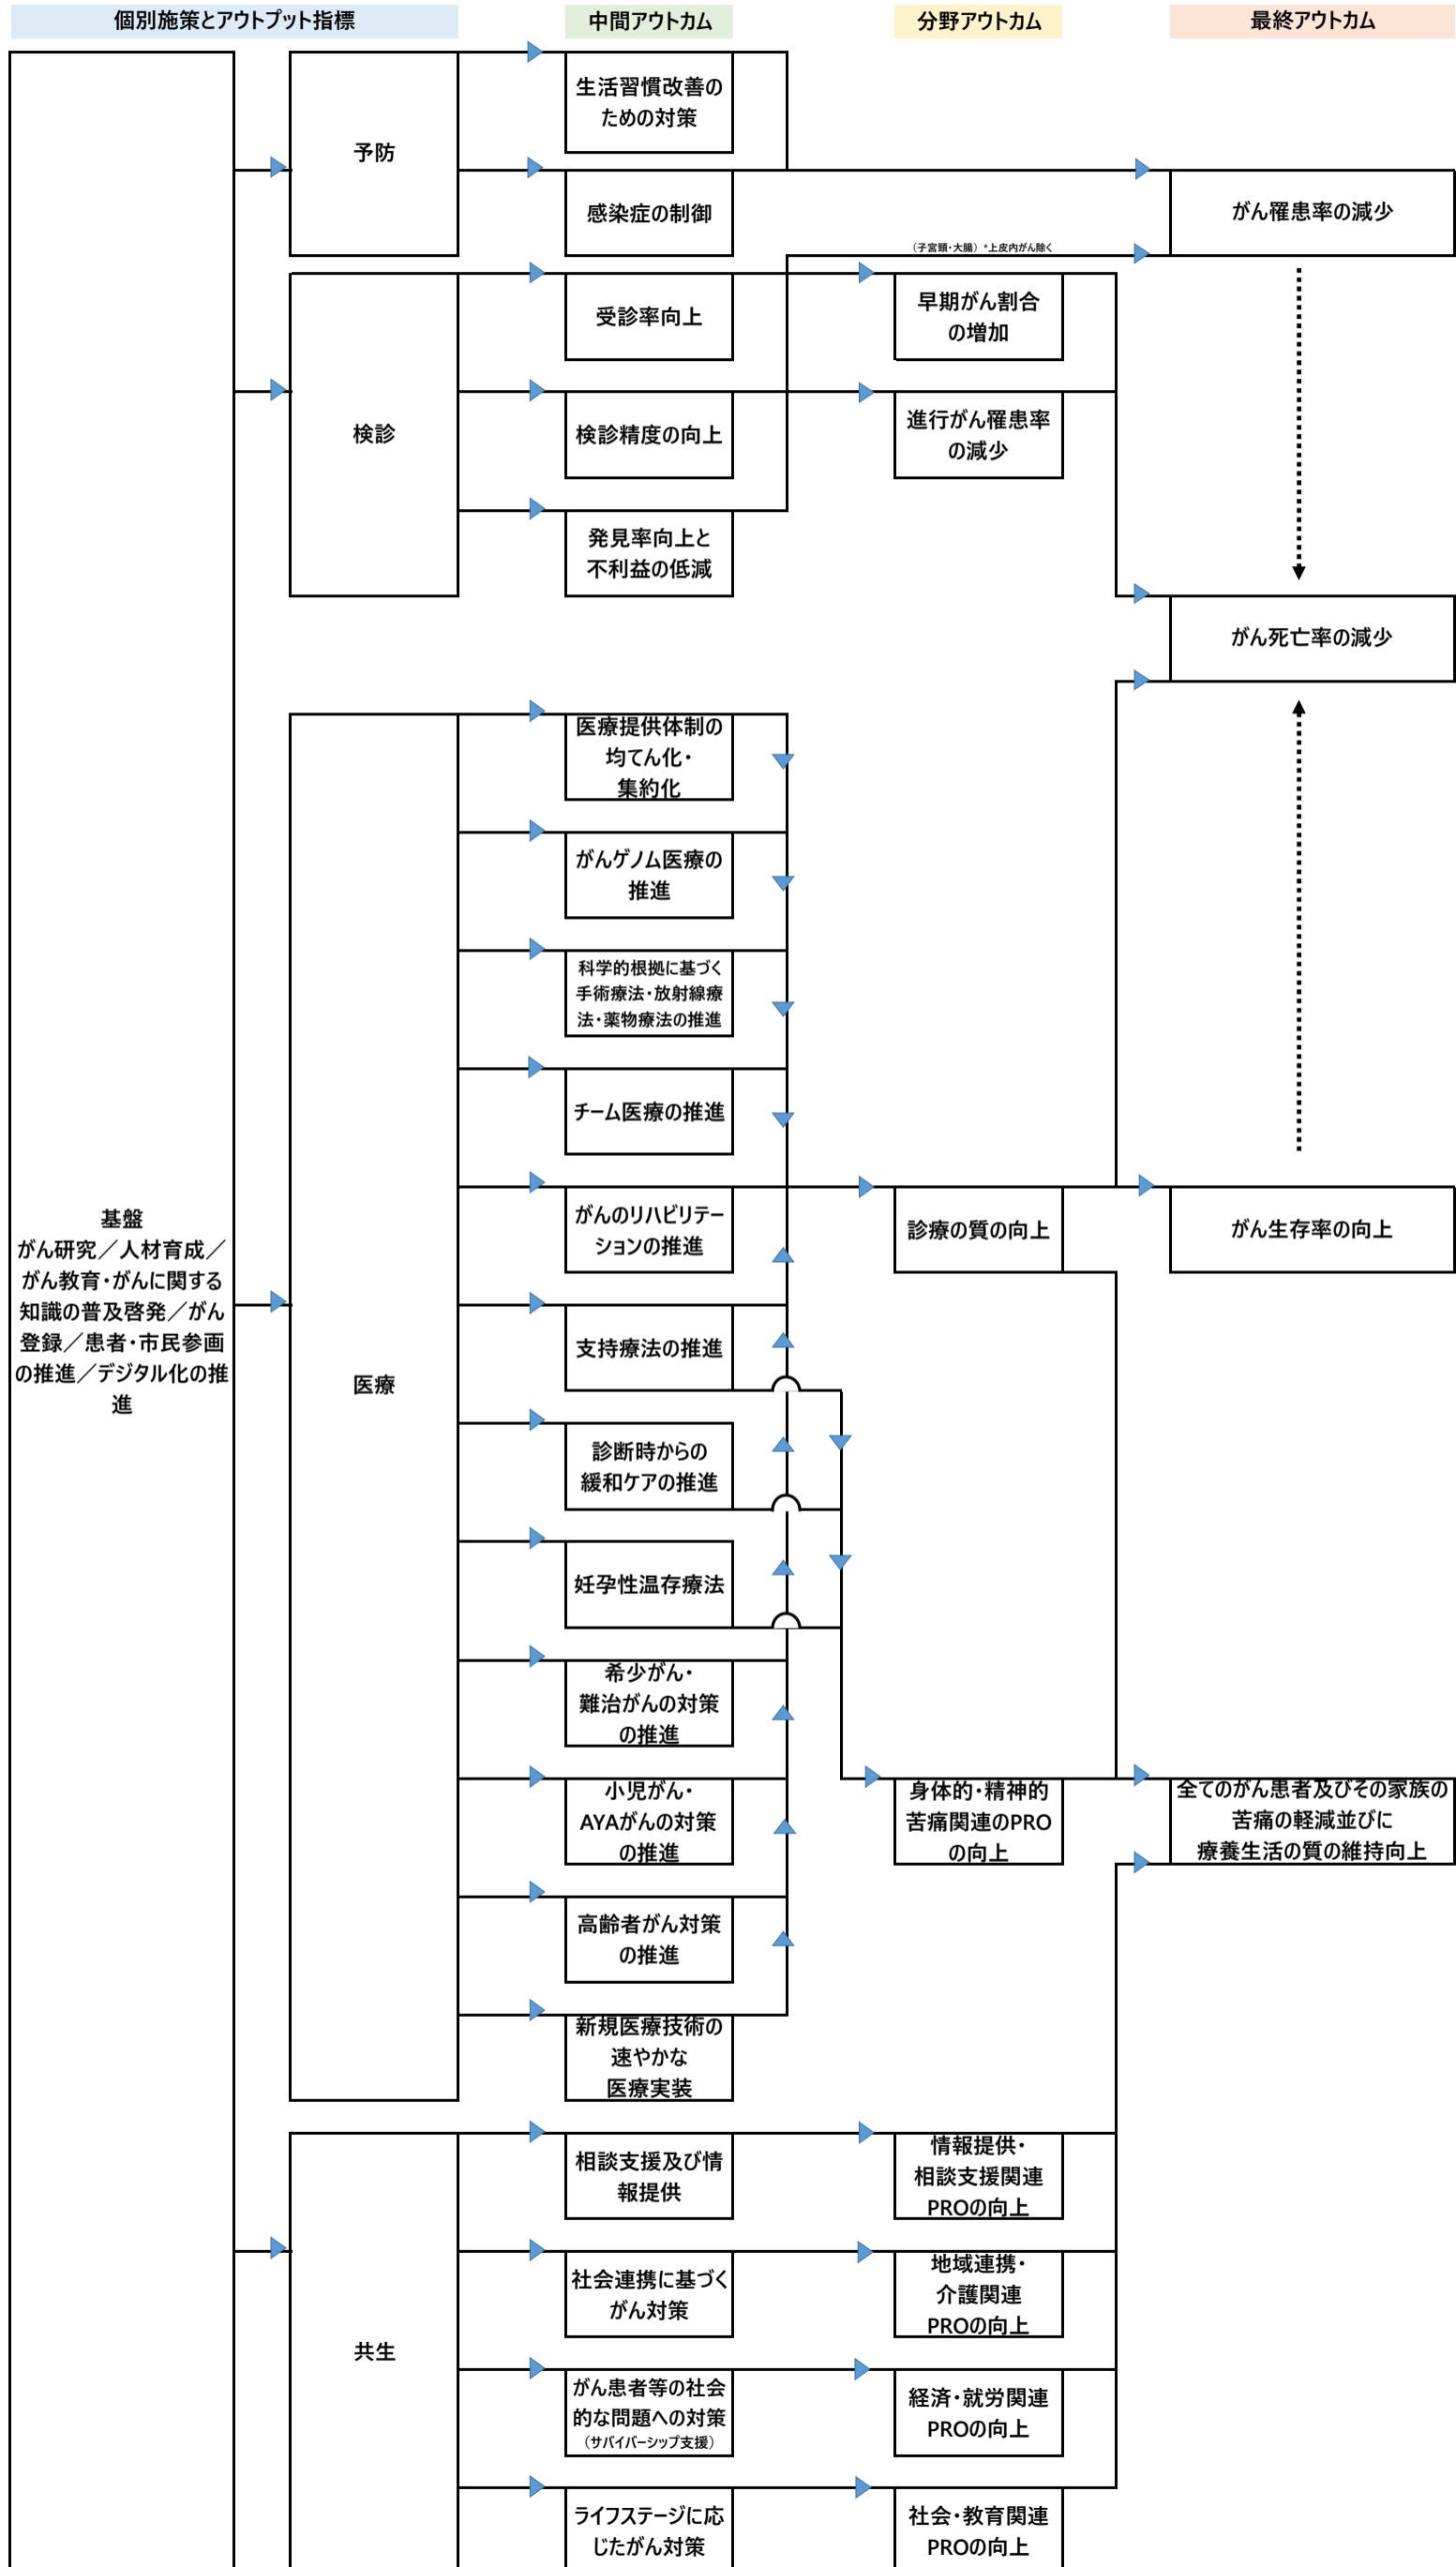 個別施策とアウトプット指標
中間アウトカム
分野アウトカム
最終アウトカム
基盤
がん研究／人材育成／
がん教育・がんに関する
知識の普及啓発／がん
登録／患者・市民参画
の推進／デジタル化の推
進
予防
生活習慣改善の
ための対策
感染症の制御
がん罹患率の減少
（子宮頸・大腸）*上皮内がん除く
検診
受診率向上
早期がん割合
の増加
検診精度の向上
進行がん罹患率
の減少
発見率向上と
不利益の低減
がん死亡率の減少
医療
医療提供体制の
均てん化・
集約化
がんゲノム医療の
推進
科学的根拠に基づく
手術療法・放射線療
法・薬物療法の推進
チーム医療の推進
がんのリハビリテー
ションの推進
診療の質の向上
がん生存率の向上
支持療法の推進
診断時からの
緩和ケアの推進
妊孕性温存療法
希少がん・
難治がんの対策
の推進
小児がん・
AYAがんの対策
の推進
身体的・精神的
苦痛関連のPRO
の向上
全てのがん患者及びその家族の
苦痛の軽減並びに
療養生活の質の維持向上
高齢者がん対策
の推進
新規医療技術の
速やかな
医療実装
共生
相談支援及び情
報提供
情報提供・
相談支援関連
PROの向上
社会連携に基づく
がん対策
地域連携・
介護関連
PROの向上
がん患者等の社会
的な問題への対策
（サバイバーシップ支援）
経済・就労関連
PROの向上
ライフステージに応
じたがん対策
社会・教育関連
PROの向上